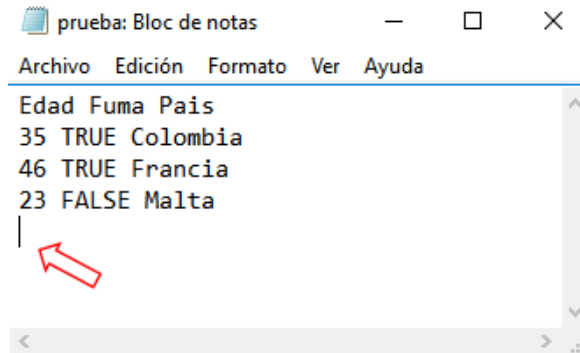 prueba: Bloc de notas
Archivo Edición Formato Ver Ayuda
Edad Fuma Pais
35 TRUE Colombia
46 TRUE Francia
23 FALSE Malta